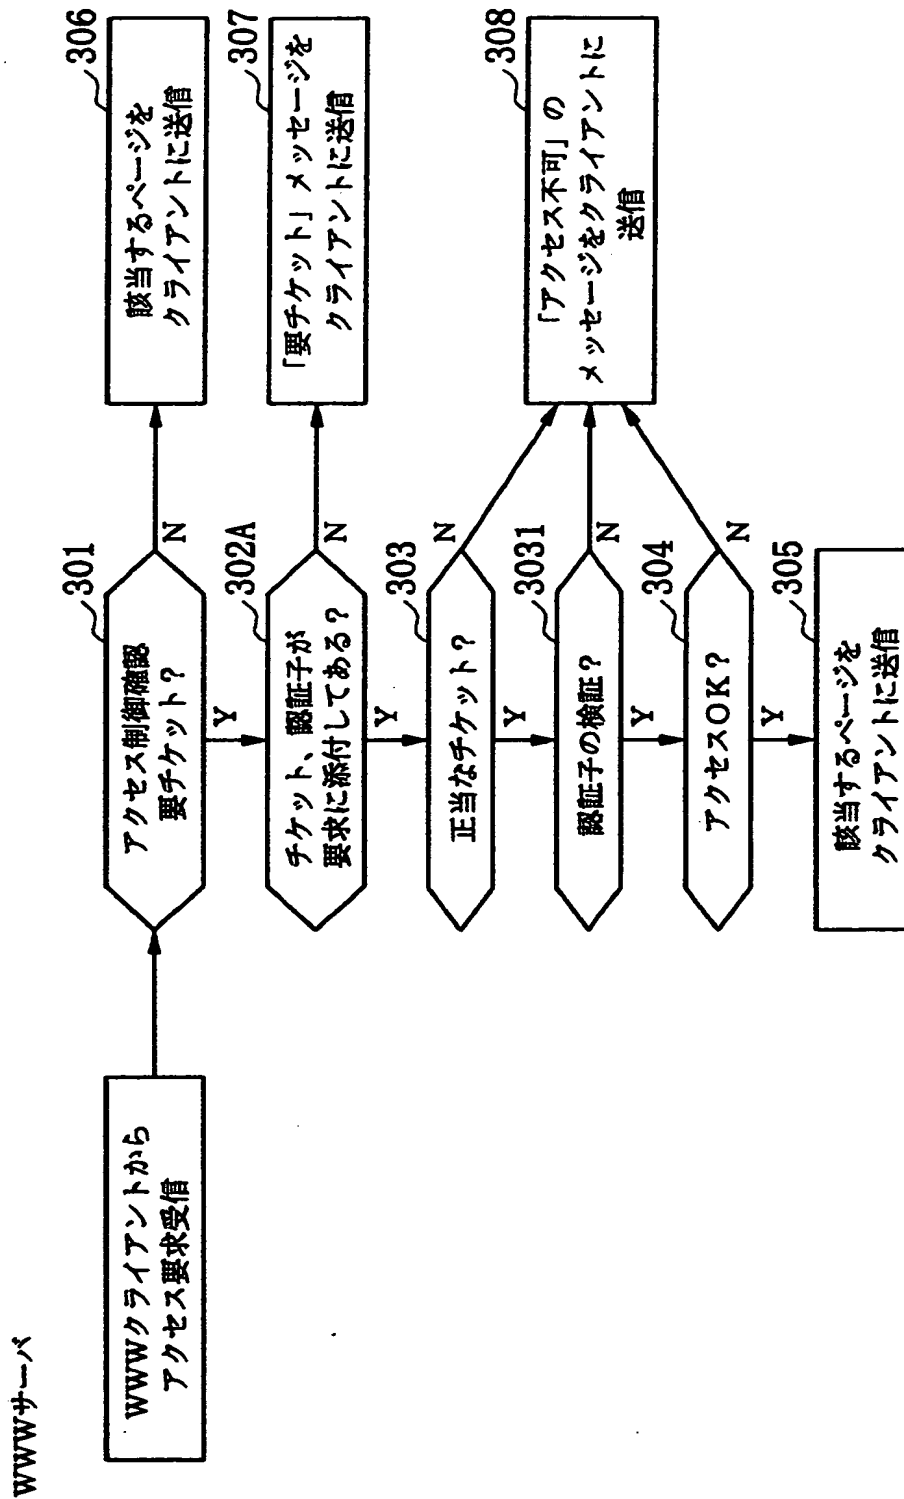 WWWサーバ
WWWクライアントから
アクセス要求受信
301
アクセス制御確認
要チケット?
N
306
該当するページを
クライアントに送信
Y
302A
チケット、認証子が
要求に添付してある?
N
307
「要チケット」メッセージを
クライアントに送信
Y
303
正当なチケット?
N
Y
3031
認証子の検証?
N
308
「アクセス不可」の
メッセージをクライアントに
送信
Y
304
アクセスOK?
N
Y
305
該当するページを
クライアントに送信